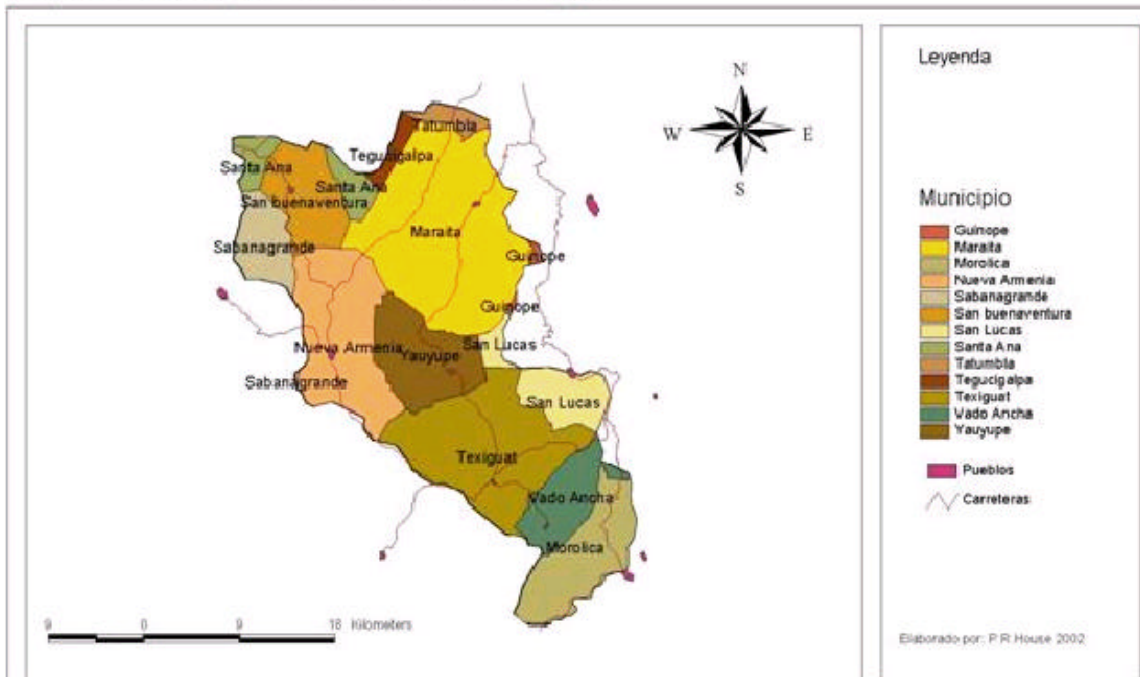 Leyenda
N
W E
S
Tatumbla
Tegucigalpa
Santa Ana
Santa Ana
San buenaventura
Maraita
Sabanagrande
Guinope
Guinope
Nueva Armenia
San Lucas
Yauyupe
Sabanagrande
San Lucas
Texiguat
Vado Ancha
Morolica
9 0 9 18 Kilometers
Municipio
Guinope
Maraita
Morolica
Nueva Armenia
Sabanagrande
San buenaventura
San Lucas
Santa Ana
Tatumbla
Tegucigalpa
Texiguat
Vado Ancha
Yauyupe
Pueblos
Carreteras
Elaborado por: P R House 2002